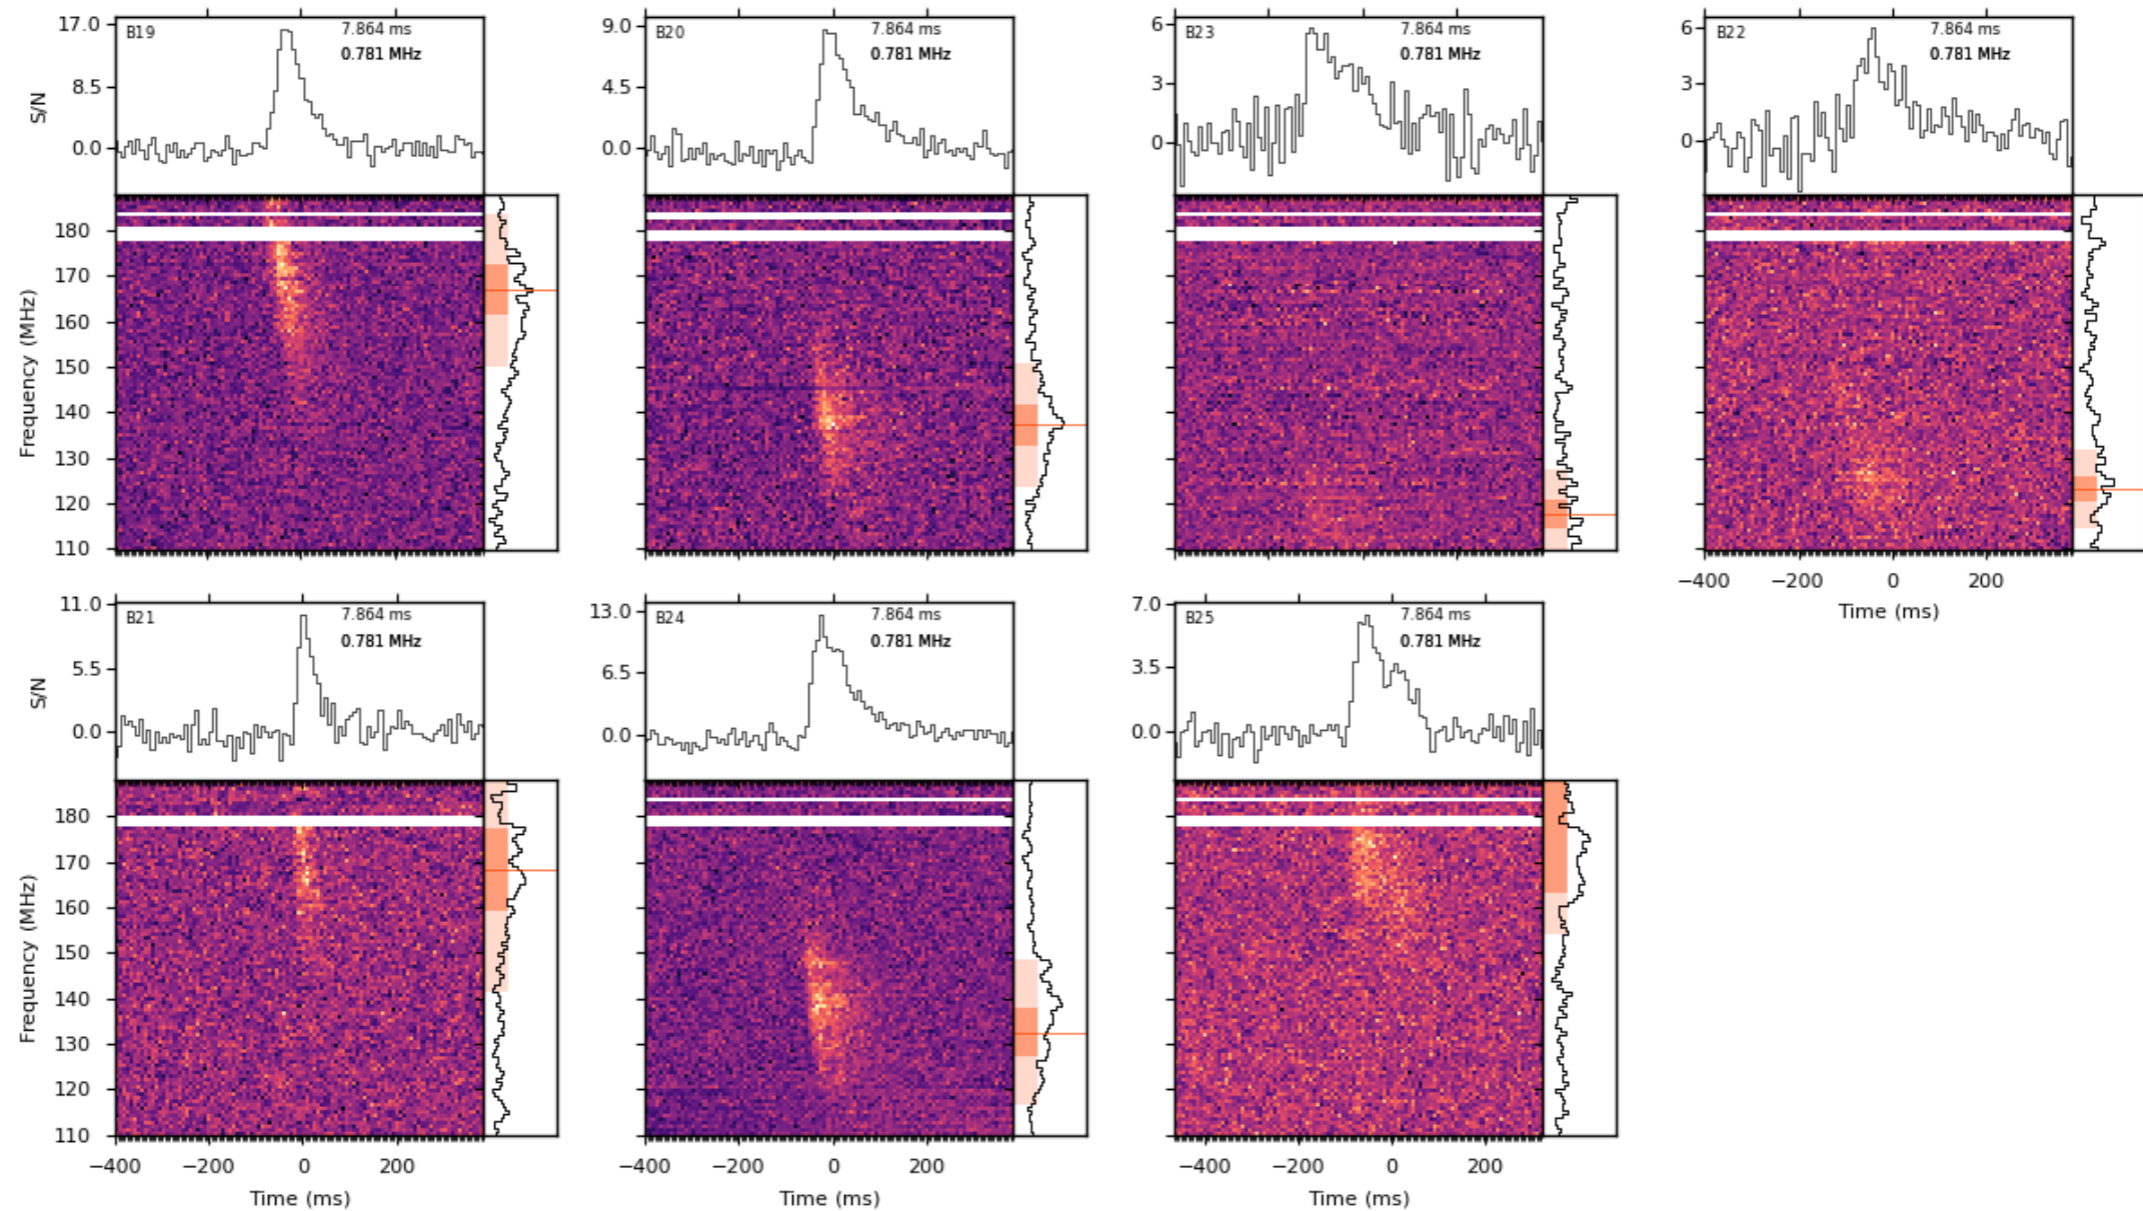 B19 7.864 ms
0.781 MHz
17.0
8.5
0.0
S/N
B20 7.864 ms
0.781 MHz
9.0
4.5
0.0
B23 7.864 ms
0.781 MHz
6
3
0
B22 7.864 ms
0.781 MHz
6
3
0
180
170
160
150
140
130
120
110
Frequency (MHz)
−400 −200 0 200
Time (ms)
B21 7.864 ms
0.781 MHz
11.0
5.5
0.0
S/N
B24 7.864 ms
0.781 MHz
13.0
6.5
0.0
B25 7.864 ms
0.781 MHz
7.0
3.5
0.0
180
170
160
150
140
130
120
110
Frequency (MHz)
−400 −200 0 200
Time (ms)
−400 −200 0 200
Time (ms)
−400 −200 0 200
Time (ms)